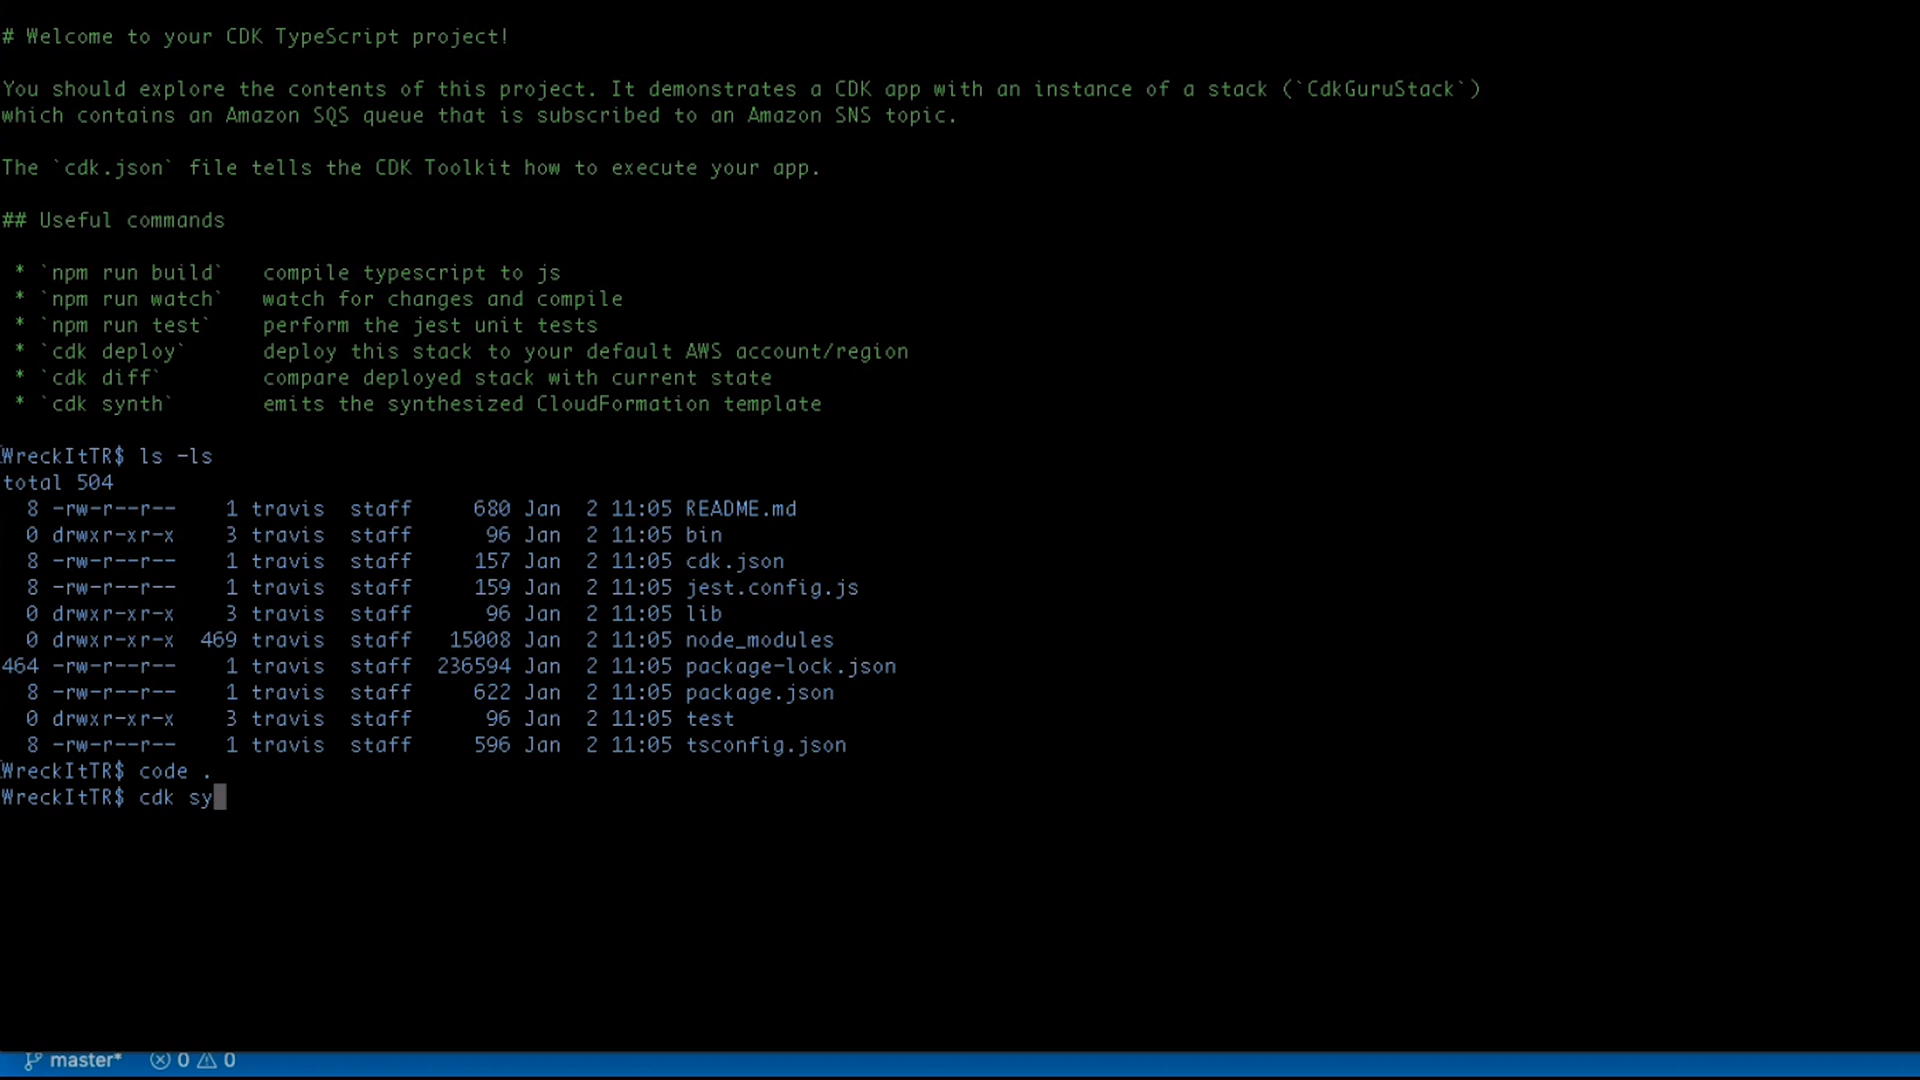 # Welcome to your CDK TypeScript project!
You should explore the contents of this project. It demonstrates a CDK app with an instance of a stack (`CdkGuruStack`)
which contains an Amazon SQS queue that is subscribed to an Amazon SNS topic.
The `cdk.json` file tells the CDK Toolkit how to execute your app.
## Useful commands
* `npm run build`   compile typescript to js
* `npm run watch`   watch for changes and compile
* `npm run test`    perform the jest unit tests
* `cdk deploy`      deploy this stack to your default AWS account/region
* `cdk diff`        compare deployed stack with current state
* `cdk synth`       emits the synthesized CloudFormation template
WreckItTR$ ls -ls
total 504
8 -rw-r--r--    1 travis  staff     680 Jan  2 11:05 README.md
0 drwxr-xr-x    3 travis  staff      96 Jan  2 11:05 bin
8 -rw-r--r--    1 travis  staff     157 Jan  2 11:05 cdk.json
8 -rw-r--r--    1 travis  staff     159 Jan  2 11:05 jest.config.js
0 drwxr-xr-x    3 travis  staff      96 Jan  2 11:05 lib
0 drwxr-xr-x  469 travis  staff   15008 Jan  2 11:05 node_modules
464 -rw-r--r--    1 travis  staff  236594 Jan  2 11:05 package-lock.json
8 -rw-r--r--    1 travis  staff     622 Jan  2 11:05 package.json
0 drwxr-xr-x    3 travis  staff      96 Jan  2 11:05 test
8 -rw-r--r--    1 travis  staff     596 Jan  2 11:05 tsconfig.json
WreckItTR$ code .
WreckItTR$ cdk sy
master* 0 0